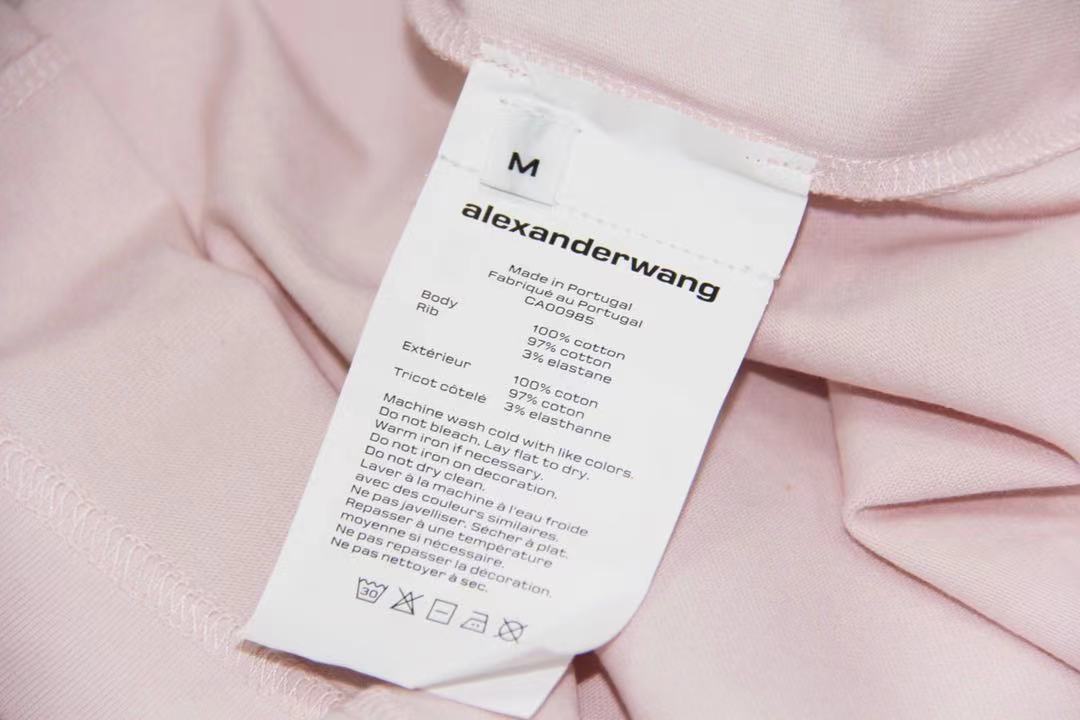 M
alexanderwang
Made in Portugal
Fabriqué au Portugal
CA00985
Body 100% cotton
Rib 97% cotton
3% elastane
Extérieur 100% coton
Tricot côtelé 97% coton
3% elasthanne
Machine wash cold with like colors.
Do not bleach. Lay flat to dry.
Warm iron if necessary.
Do not iron on decoration.
Do not dry clean.
Laver à la machine à l'eau froide
avec des couleurs similaires.
Ne pas javelliser. Sécher à plat.
Repasser à une température
moyenne si nécessaire.
Ne pas repasser la décoration.
Ne pas nettoyer à sec.
30